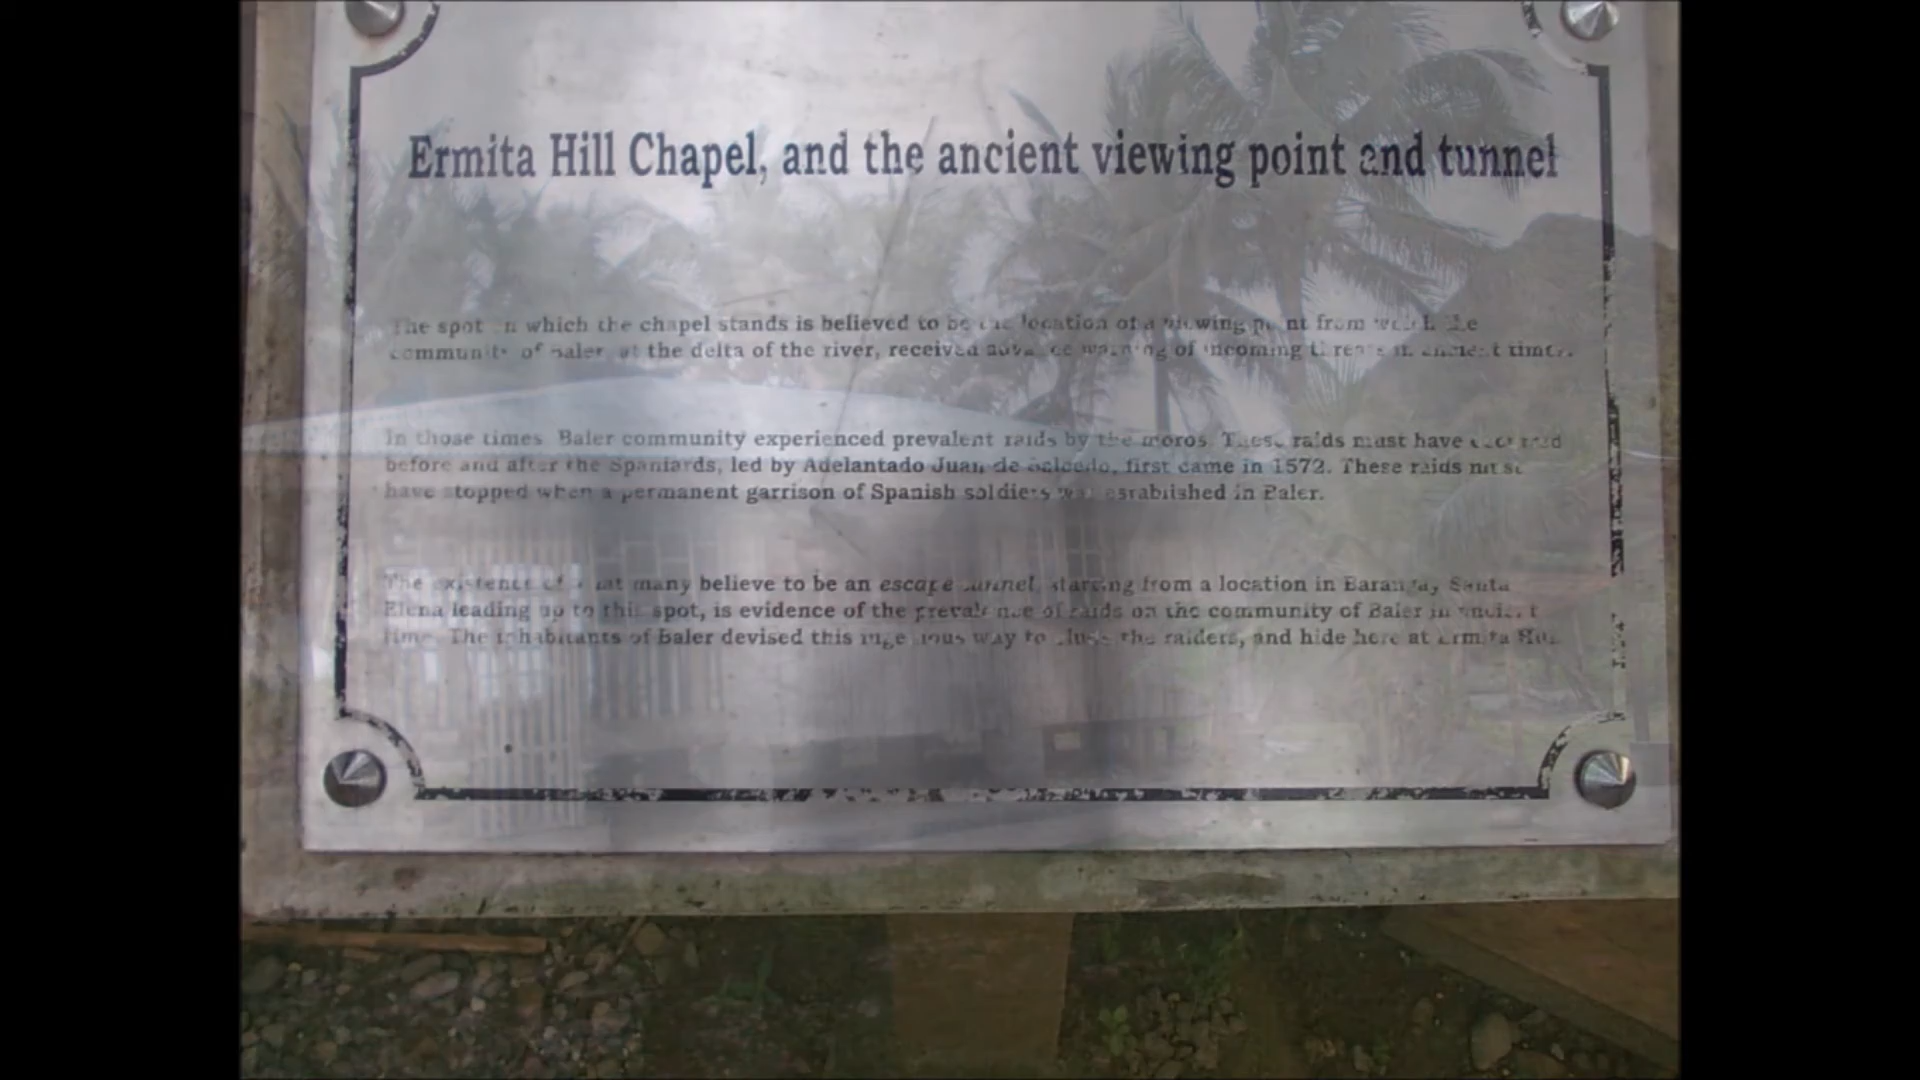 Ermita Hill Chapel, and the ancient viewing point and tunnel
The spot on which the chapel stands is believed to be the location of a viewing point from which the
community of Baler, at the delta of the river, received advance warning of incoming threats in ancient times.
In those times Baler community experienced prevalent raids by the moros. These raids must have occurred
before and after the Spaniards, led by Adelantado Juan de Salcedo, first came in 1572. These raids must
have stopped when a permanent garrison of Spanish soldiers was established in Baler.
The existence of what many believe to be an escape tunnel, starting from a location in Barangay Santa
Elena leading up to this spot, is evidence of the prevalence of raids on the community of Baler in ancient
time. The inhabitants of Baler devised this ingenious way to the raiders, and hide here at Ermita Hill.